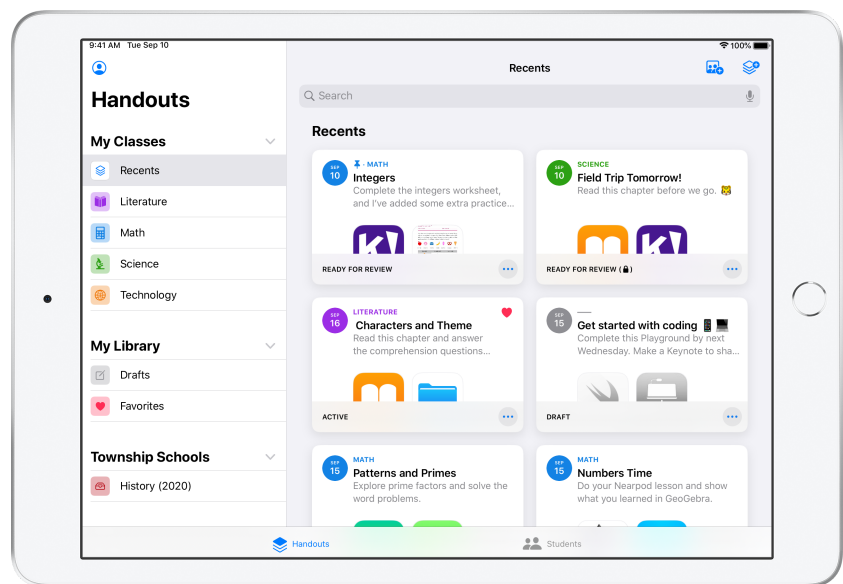 9:41 AM Tue Sep 10
100%
Handouts
My Classes
Recents
Literature
Math
Science
Technology
My Library
Drafts
Favorites
Township Schools
History (2020)
Recents
Search
Recents
SEP
10
· MATH
Integers
Complete the integers worksheet,
and I've added some extra practice...
K!
READY FOR REVIEW
SEP
10
SCIENCE
Field Trip Tomorrow!
Read this chapter before we go. 🐯
K!
READY FOR REVIEW (🔒)
SEP
16
LITERATURE
Characters and Theme
Read this chapter and answer
the comprehension questions...
ACTIVE
SEP
15
Get started with coding 📱 💻
Complete this Playground by next
Wednesday. Make a Keynote to sha...
DRAFT
SEP
15
MATH
Patterns and Primes
Explore prime factors and solve the
word problems.
SEP
15
MATH
Numbers Time
Do your Nearpod lesson and show
what you learned in GeoGebra.
Handouts
Students